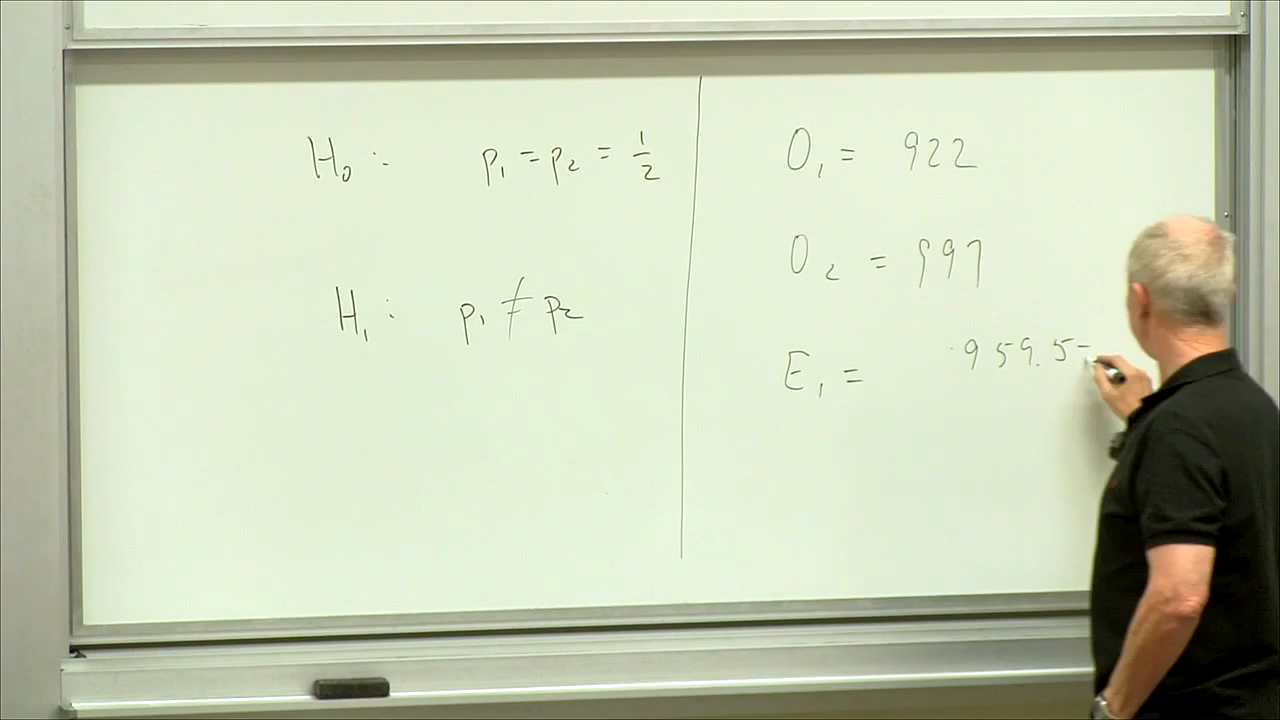 H₀ : p₁ = p₂ = 1/2
H₁ : p₁ ≠ p₂
O₁ = 922
O₂ = 997
E₁ = 959.5